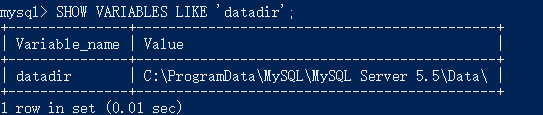 mysql> SHOW VARIABLES LIKE 'datadir';
+---------------+---------------------------------------------+
| Variable_name | Value                                       |
+---------------+---------------------------------------------+
| datadir       | C:\ProgramData\MySQL\MySQL Server 5.5\Data\ |
+---------------+---------------------------------------------+
1 row in set (0.01 sec)